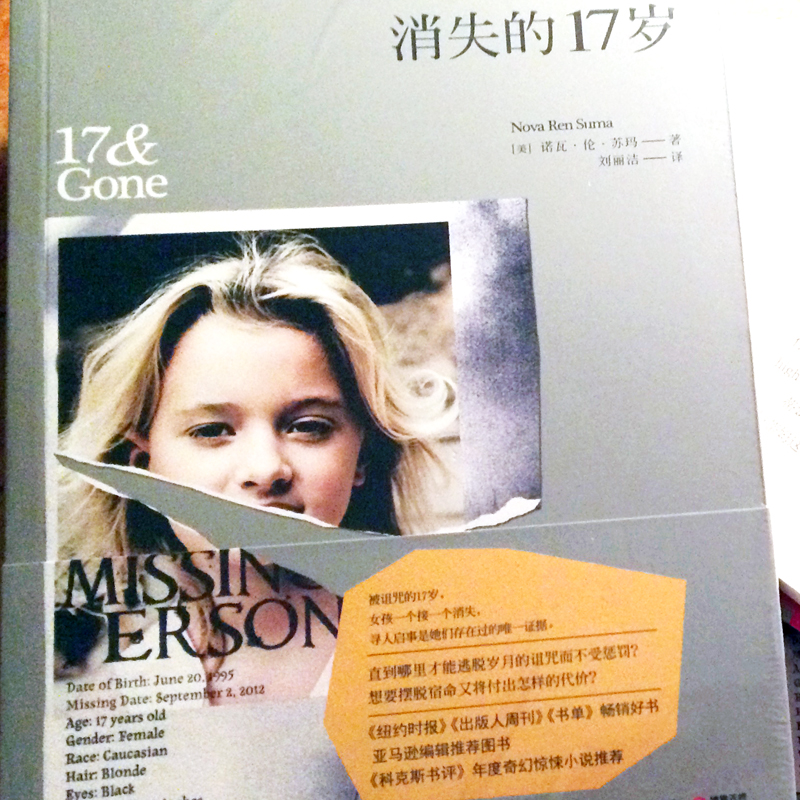 消失的17岁
17&
Gone
Nova Ren Suma
[美] 诺瓦·伦·苏玛——著
刘丽洁——译
MISSING
PERSON
Date of Birth: June 20, 1995
Missing Date: September 2, 2012
Age: 17 years old
Gender: Female
Race: Caucasian
Hair: Blonde
Eyes: Black
被诅咒的17岁，
女孩一个接一个消失，
寻人启事是她们存在过的唯一证据。
直到哪里才能逃脱岁月的诅咒而不受惩罚？
想要摆脱宿命又将付出怎样的代价？
《纽约时报》《出版人周刊》《书单》畅销好书
亚马逊编辑推荐图书
《科克斯书评》年度奇幻惊悚小说推荐